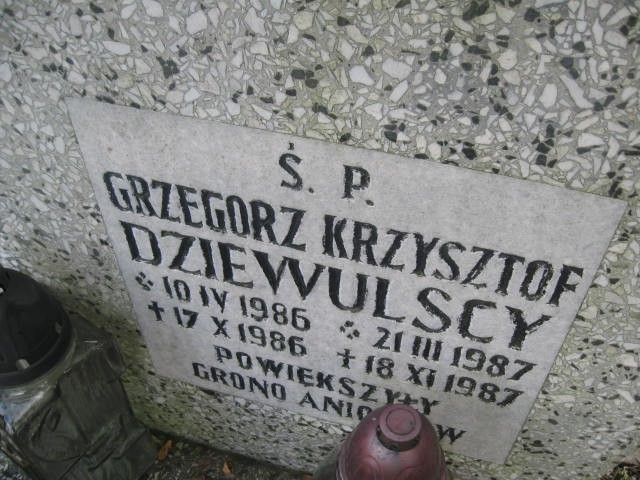 Ś. P.
GRZEGORZ KRZYSZTOF
DZIEWULSCY
* 10 IV 1986 * 21 III 1987
† 17 X 1986 † 18 XI 1987
POWIEKSZYŁY
GRONO